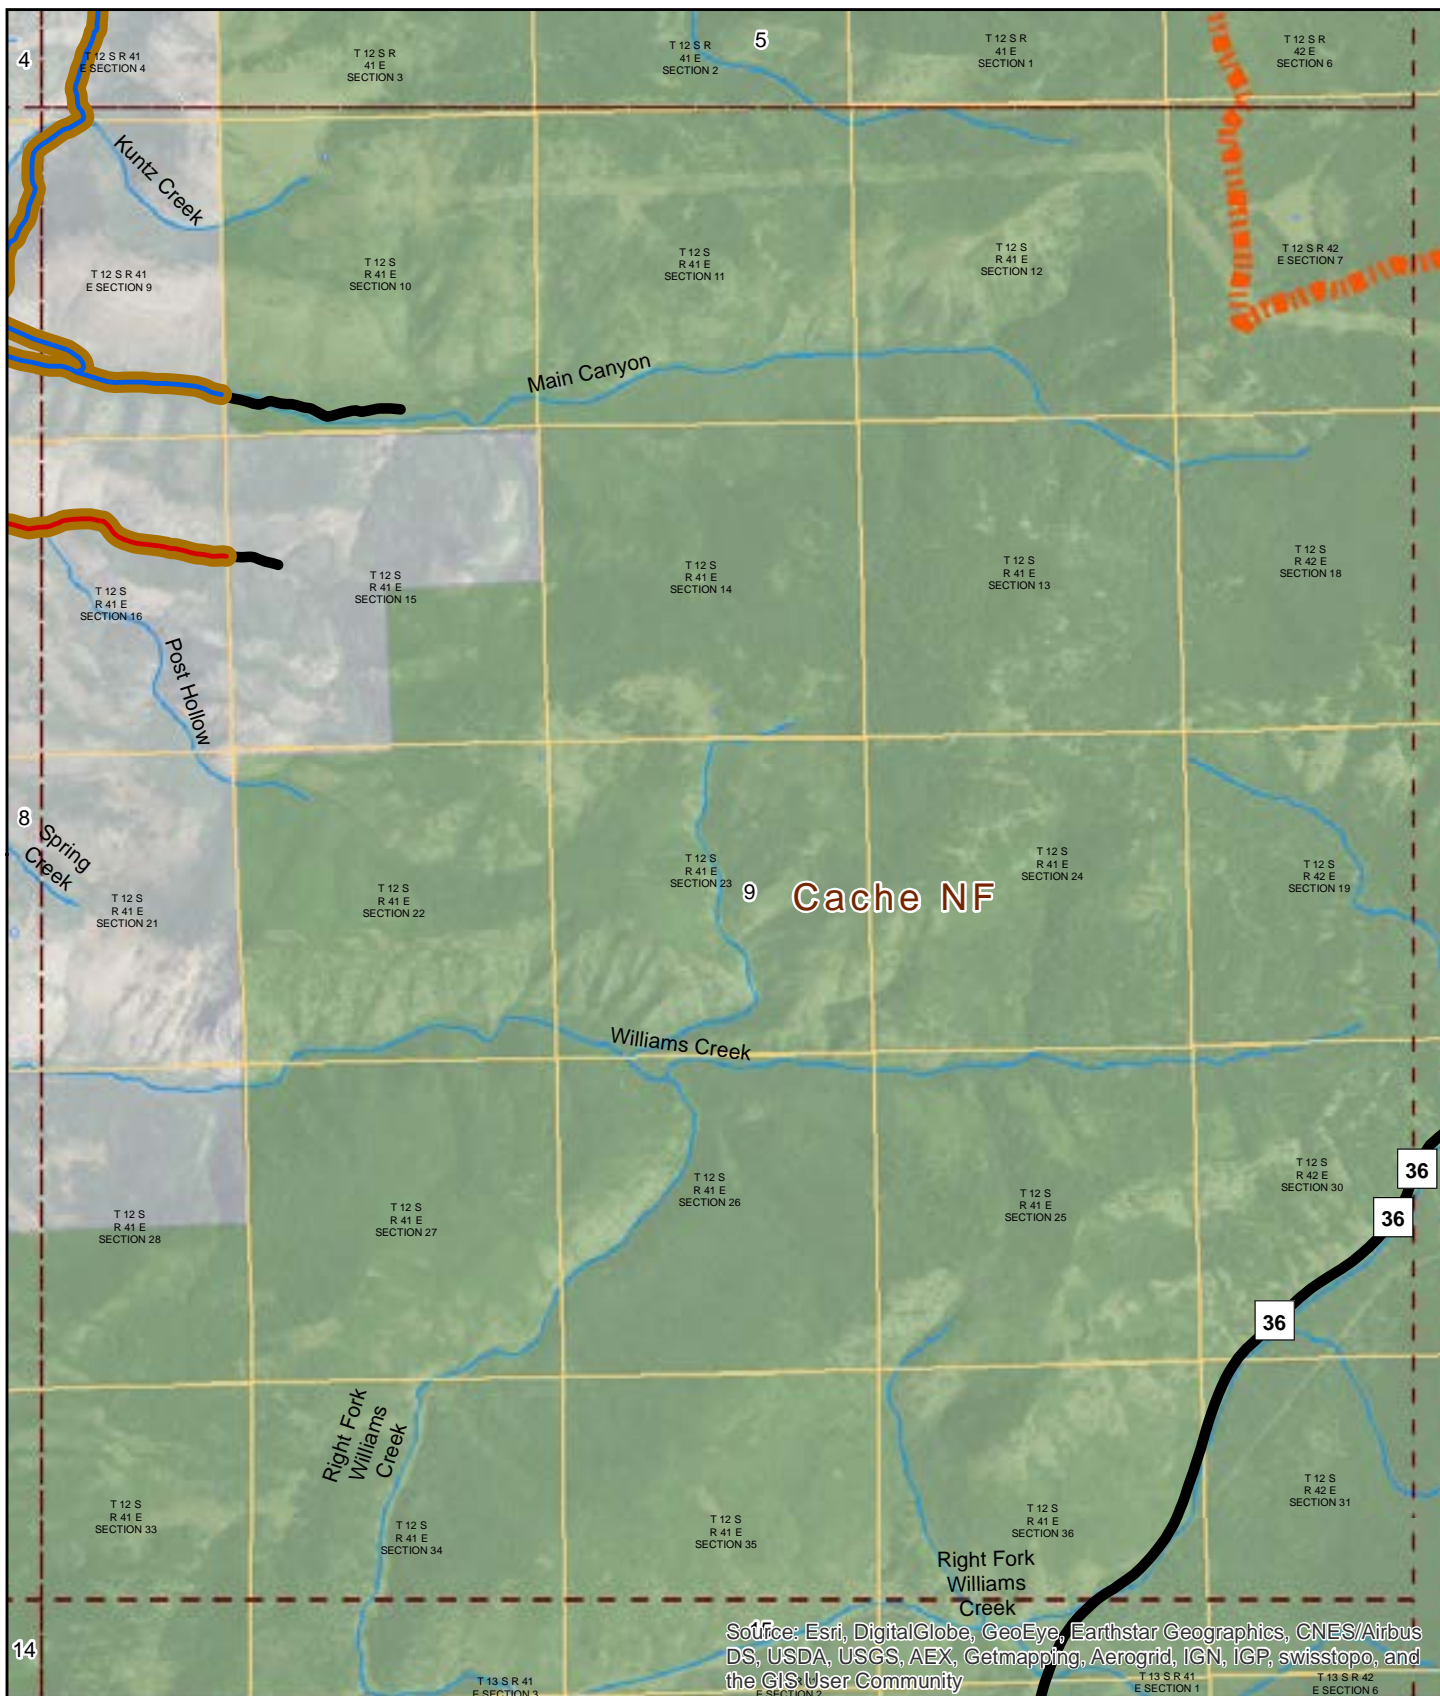 4
T 12 S R 41
E SECTION 4
T 12 S R
41 E
SECTION 3
T 12 S R
41 E
SECTION 2
5
T 12 S R
41 E
SECTION 1
T 12 S R
42 E
SECTION 6
Kuntz Creek
T 12 S R 41
E SECTION 9
T 12 S
R 41 E
SECTION 10
T 12 S
R 41 E
SECTION 11
T 12 S
R 41 E
SECTION 12
T 12 S R 42
E SECTION 7
Main Canyon
T 12 S
R 41 E
SECTION 16
T 12 S
R 41 E
SECTION 15
T 12 S
R 41 E
SECTION 14
T 12 S
R 41 E
SECTION 13
T 12 S
R 42 E
SECTION 18
Post Hollow
8
Spring
Creek
T 12 S
R 41 E
SECTION 21
T 12 S
R 41 E
SECTION 22
T 12 S
R 41 E
SECTION 23
9
Cache NF
T 12 S
R 41 E
SECTION 24
T 12 S
R 42 E
SECTION 19
Williams Creek
T 12 S
R 41 E
SECTION 28
T 12 S
R 41 E
SECTION 27
T 12 S
R 41 E
SECTION 26
T 12 S
R 41 E
SECTION 25
T 12 S
R 42 E
SECTION 30
36
36
36
Right Fork
Williams
Creek
T 12 S
R 41 E
SECTION 33
T 12 S
R 41 E
SECTION 34
T 12 S
R 41 E
SECTION 35
T 12 S
R 41 E
SECTION 36
T 12 S
R 42 E
SECTION 31
Right Fork
Williams
Creek
14
15
Source: Esri, DigitalGlobe, GeoEye, Earthstar Geographics, CNES/Airbus
DS, USDA, USGS, AEX, Getmapping, Aerogrid, IGN, IGP, swisstopo, and
the GIS User Community
T 13 S R 41
E SECTION 3
E SECTION 2
T 13 S R 41
E SECTION 1
T 13 S R 42
E SECTION 6